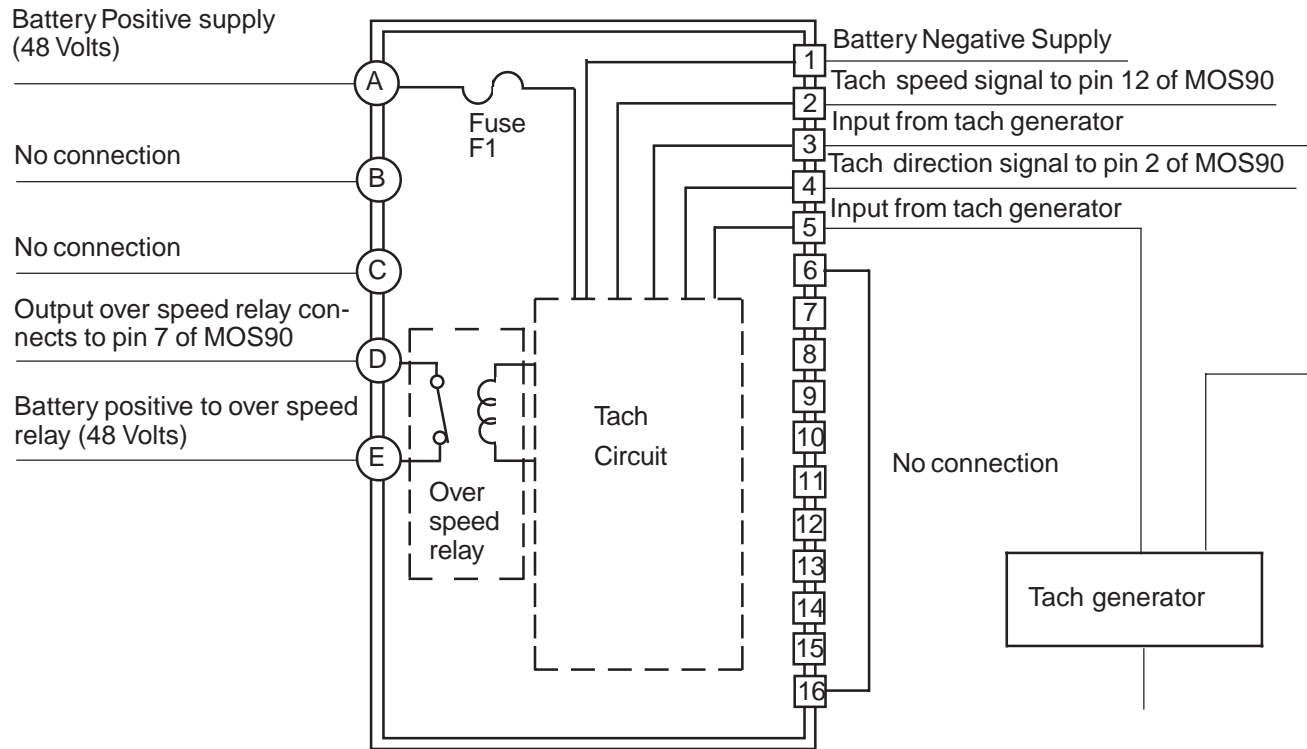 Battery Positive supply
(48 Volts)
A
Fuse
F1
No connection
B
No connection
C
Output over speed relay con-
nects to pin 7 of MOS90
D
Battery positive to over speed
relay (48 Volts)
E
Over
speed
relay
Tach
Circuit
1
Battery Negative Supply
2
Tach speed signal to pin 12 of MOS90
3
Input from tach generator
4
Tach direction signal to pin 2 of MOS90
5
Input from tach generator
6
7
8
9
10
11
12
13
14
15
16
No connection
Tach generator